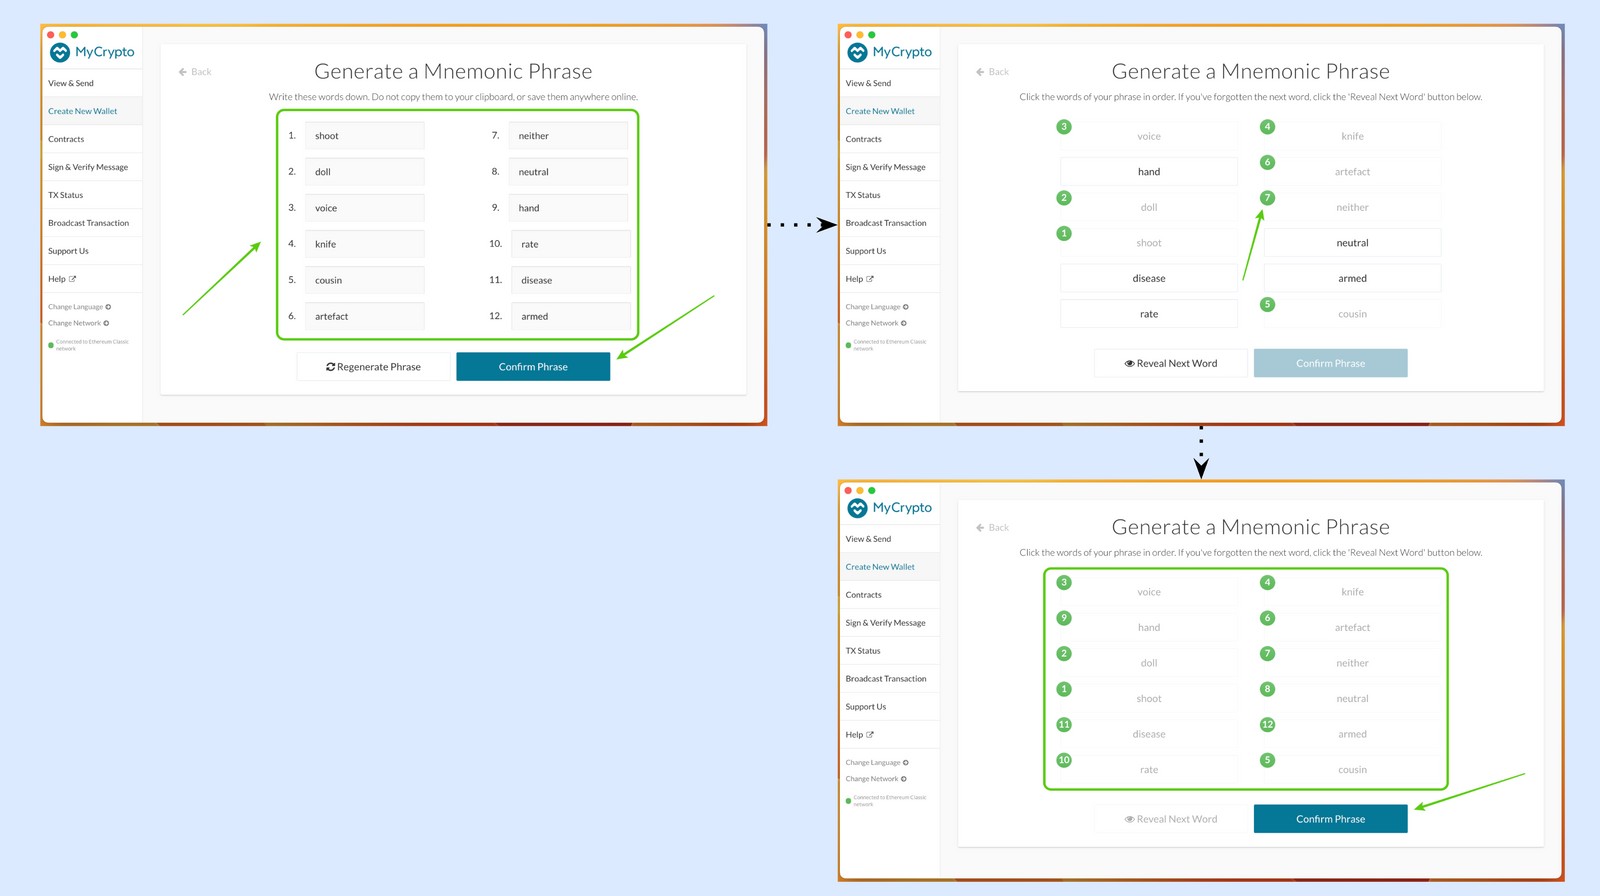 MyCrypto
View & Send
Create New Wallet
Contracts
Sign & Verify Message
TX Status
Broadcast Transaction
Support Us
Help
Change Language
Change Network
Connected to Ethereum Classic
network
Back
Generate a Mnemonic Phrase
Write these words down. Do not copy them to your clipboard, or save them anywhere online.
1. shoot 7. neither
2. doll 8. neutral
3. voice 9. hand
4. knife 10. rate
5. cousin 11. disease
6. artefact 12. armed
Regenerate Phrase Confirm Phrase
MyCrypto
View & Send
Create New Wallet
Contracts
Sign & Verify Message
TX Status
Broadcast Transaction
Support Us
Help
Change Language
Change Network
Connected to Ethereum Classic
network
Back
Generate a Mnemonic Phrase
Click the words of your phrase in order. If you've forgotten the next word, click the 'Reveal Next Word' button below.
3 voice 4 knife
hand 6 artefact
2 doll 7 neither
1 shoot neutral
disease armed
rate 5 cousin
Reveal Next Word Confirm Phrase
MyCrypto
View & Send
Create New Wallet
Contracts
Sign & Verify Message
TX Status
Broadcast Transaction
Support Us
Help
Change Language
Change Network
Connected to Ethereum Classic
network
Back
Generate a Mnemonic Phrase
Click the words of your phrase in order. If you've forgotten the next word, click the 'Reveal Next Word' button below.
3 voice 4 knife
9 hand 6 artefact
2 doll 7 neither
1 shoot 8 neutral
11 disease 12 armed
10 rate 5 cousin
Reveal Next Word Confirm Phrase